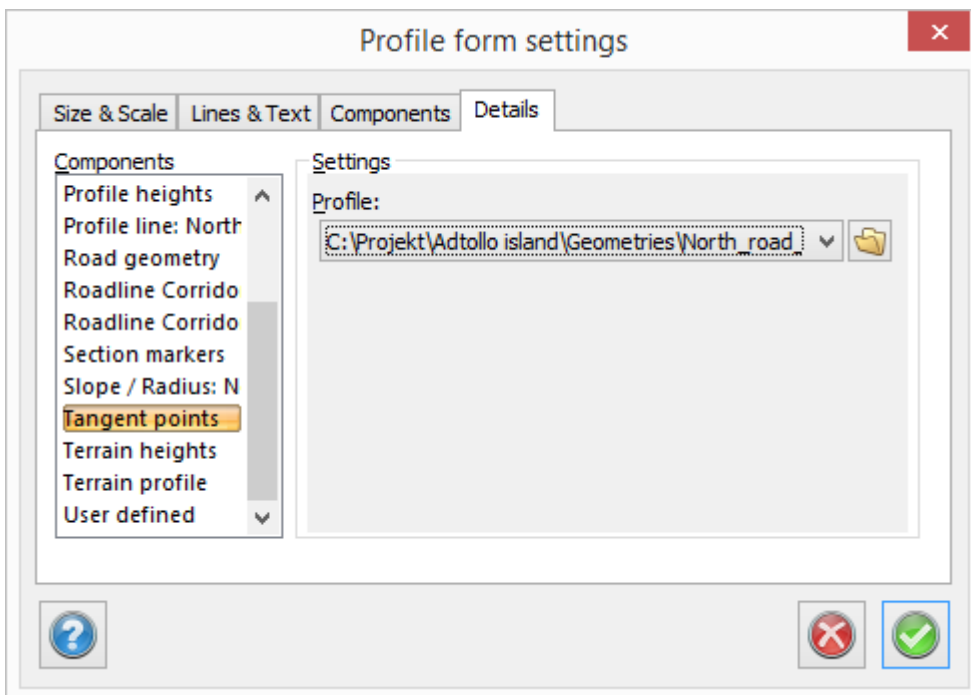 Profile form settings
Size & Scale
Lines & Text
Components
Details
Components
Profile heights
Profile line: North
Road geometry
Roadline Corrido
Roadline Corrido
Section markers
Slope / Radius: N
Tangent points
Terrain heights
Terrain profile
User defined
Settings
Profile:
C:\Projekt\Adtollo island\Geometries\North_road_